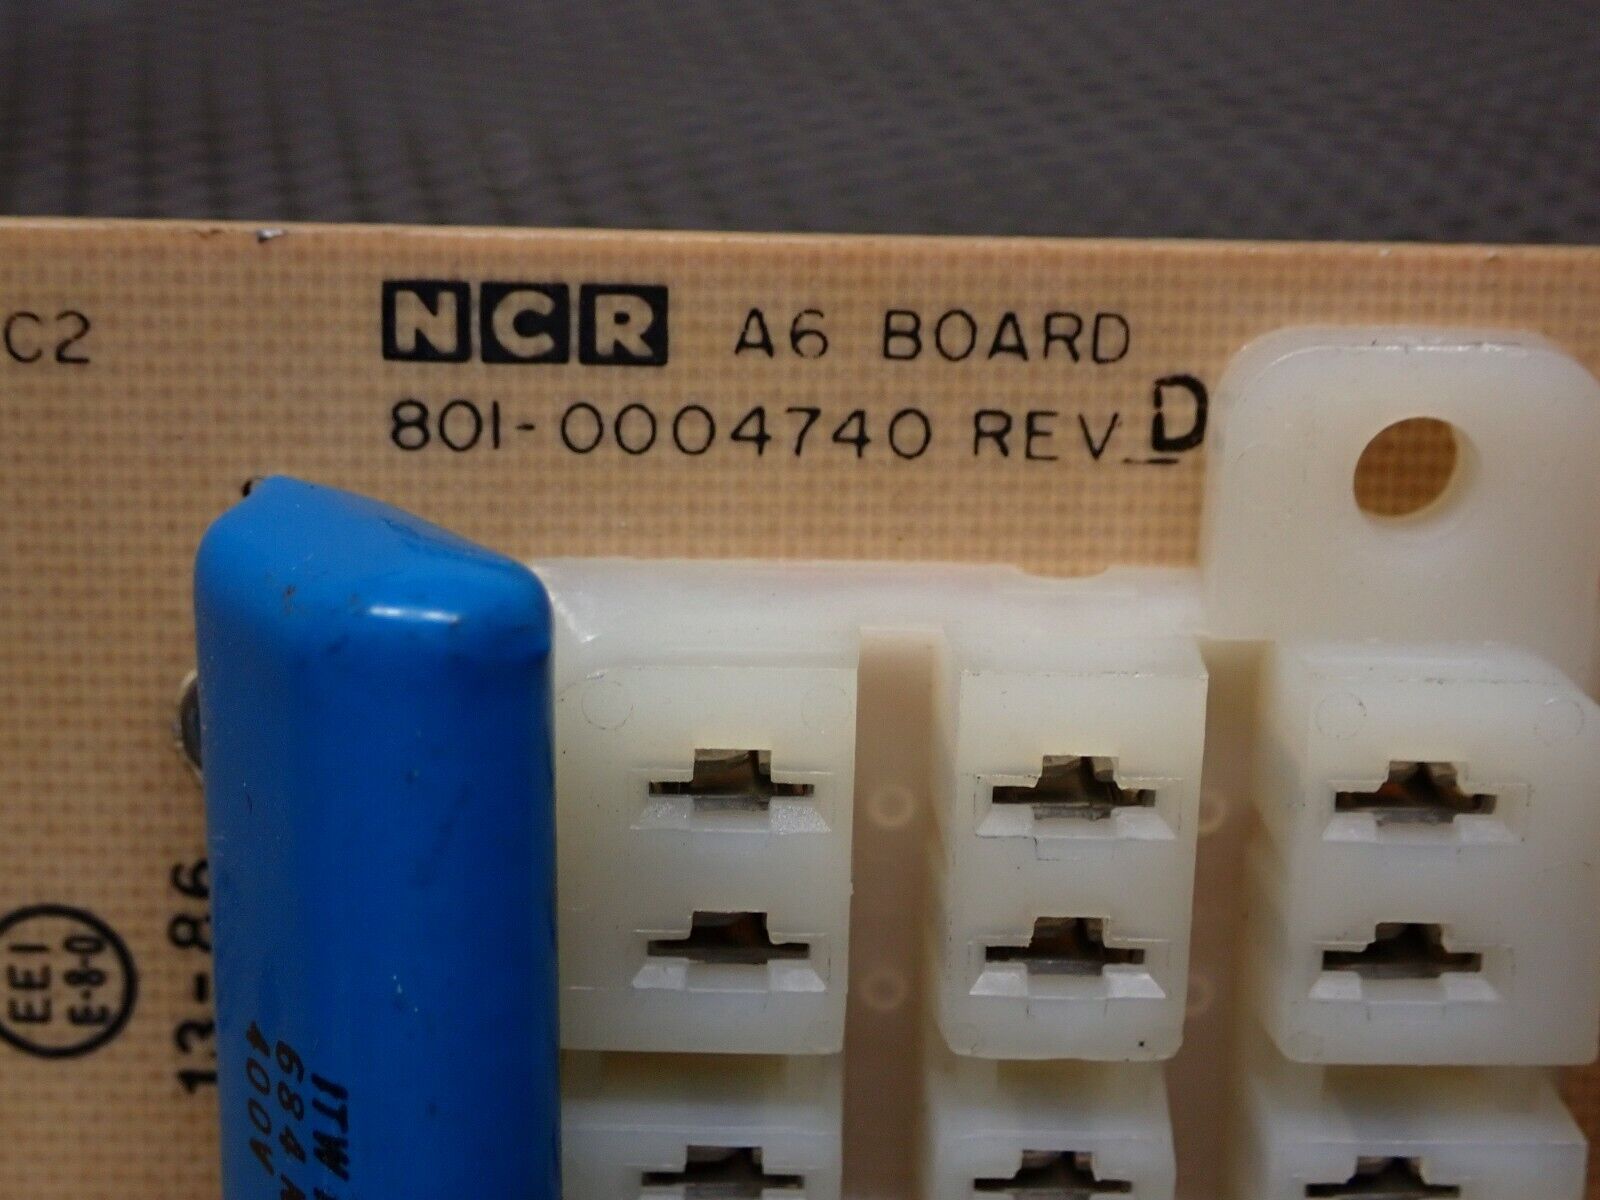 C2
NCR A6 BOARD
801-0004740 REV D
EEI
E-8-0
13-86
ITW
684
400V